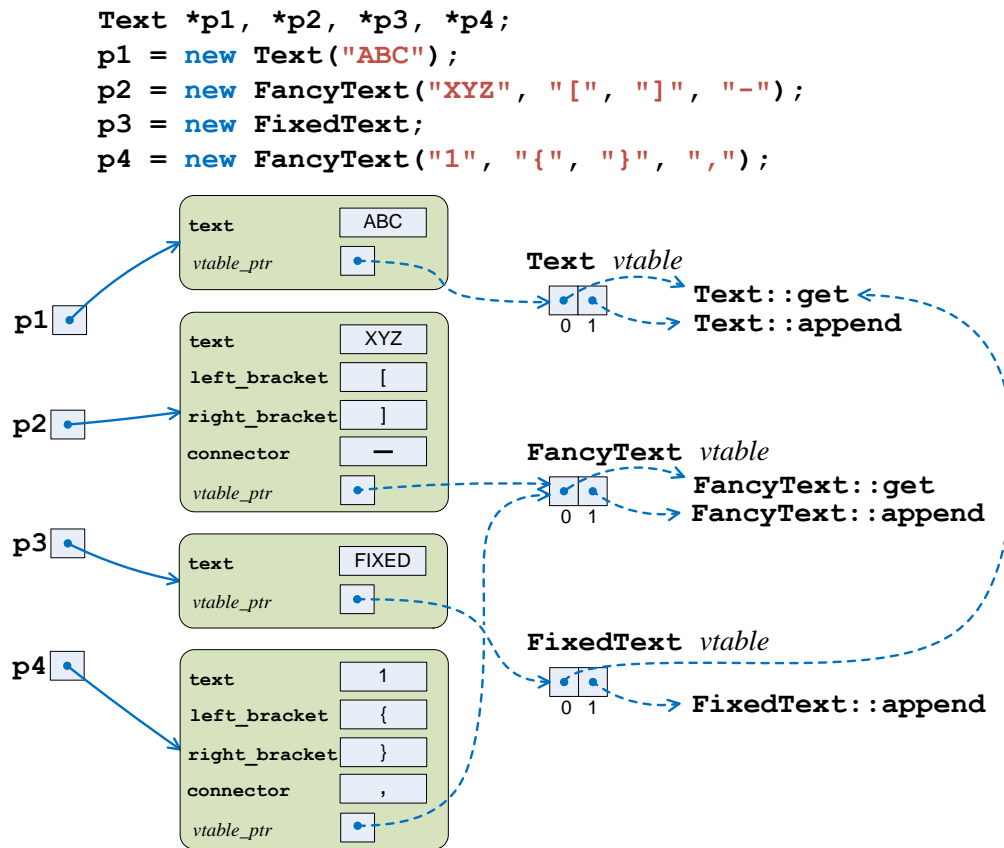 Text *p1, *p2, *p3, *p4;
p1 = new Text("ABC");
p2 = new FancyText("XYZ", "[", "]", "-");
p3 = new FixedText;
p4 = new FancyText("1", "{", "}", ",");
p1
p2
p3
p4
text ABC
vtable_ptr
text XYZ
left_bracket [
right_bracket ]
connector —
vtable_ptr
text FIXED
vtable_ptr
text 1
left_bracket {
right_bracket }
connector ,
vtable_ptr
Text vtable
0 1
Text::get
Text::append
FancyText vtable
0 1
FancyText::get
FancyText::append
FixedText vtable
0 1
FixedText::append